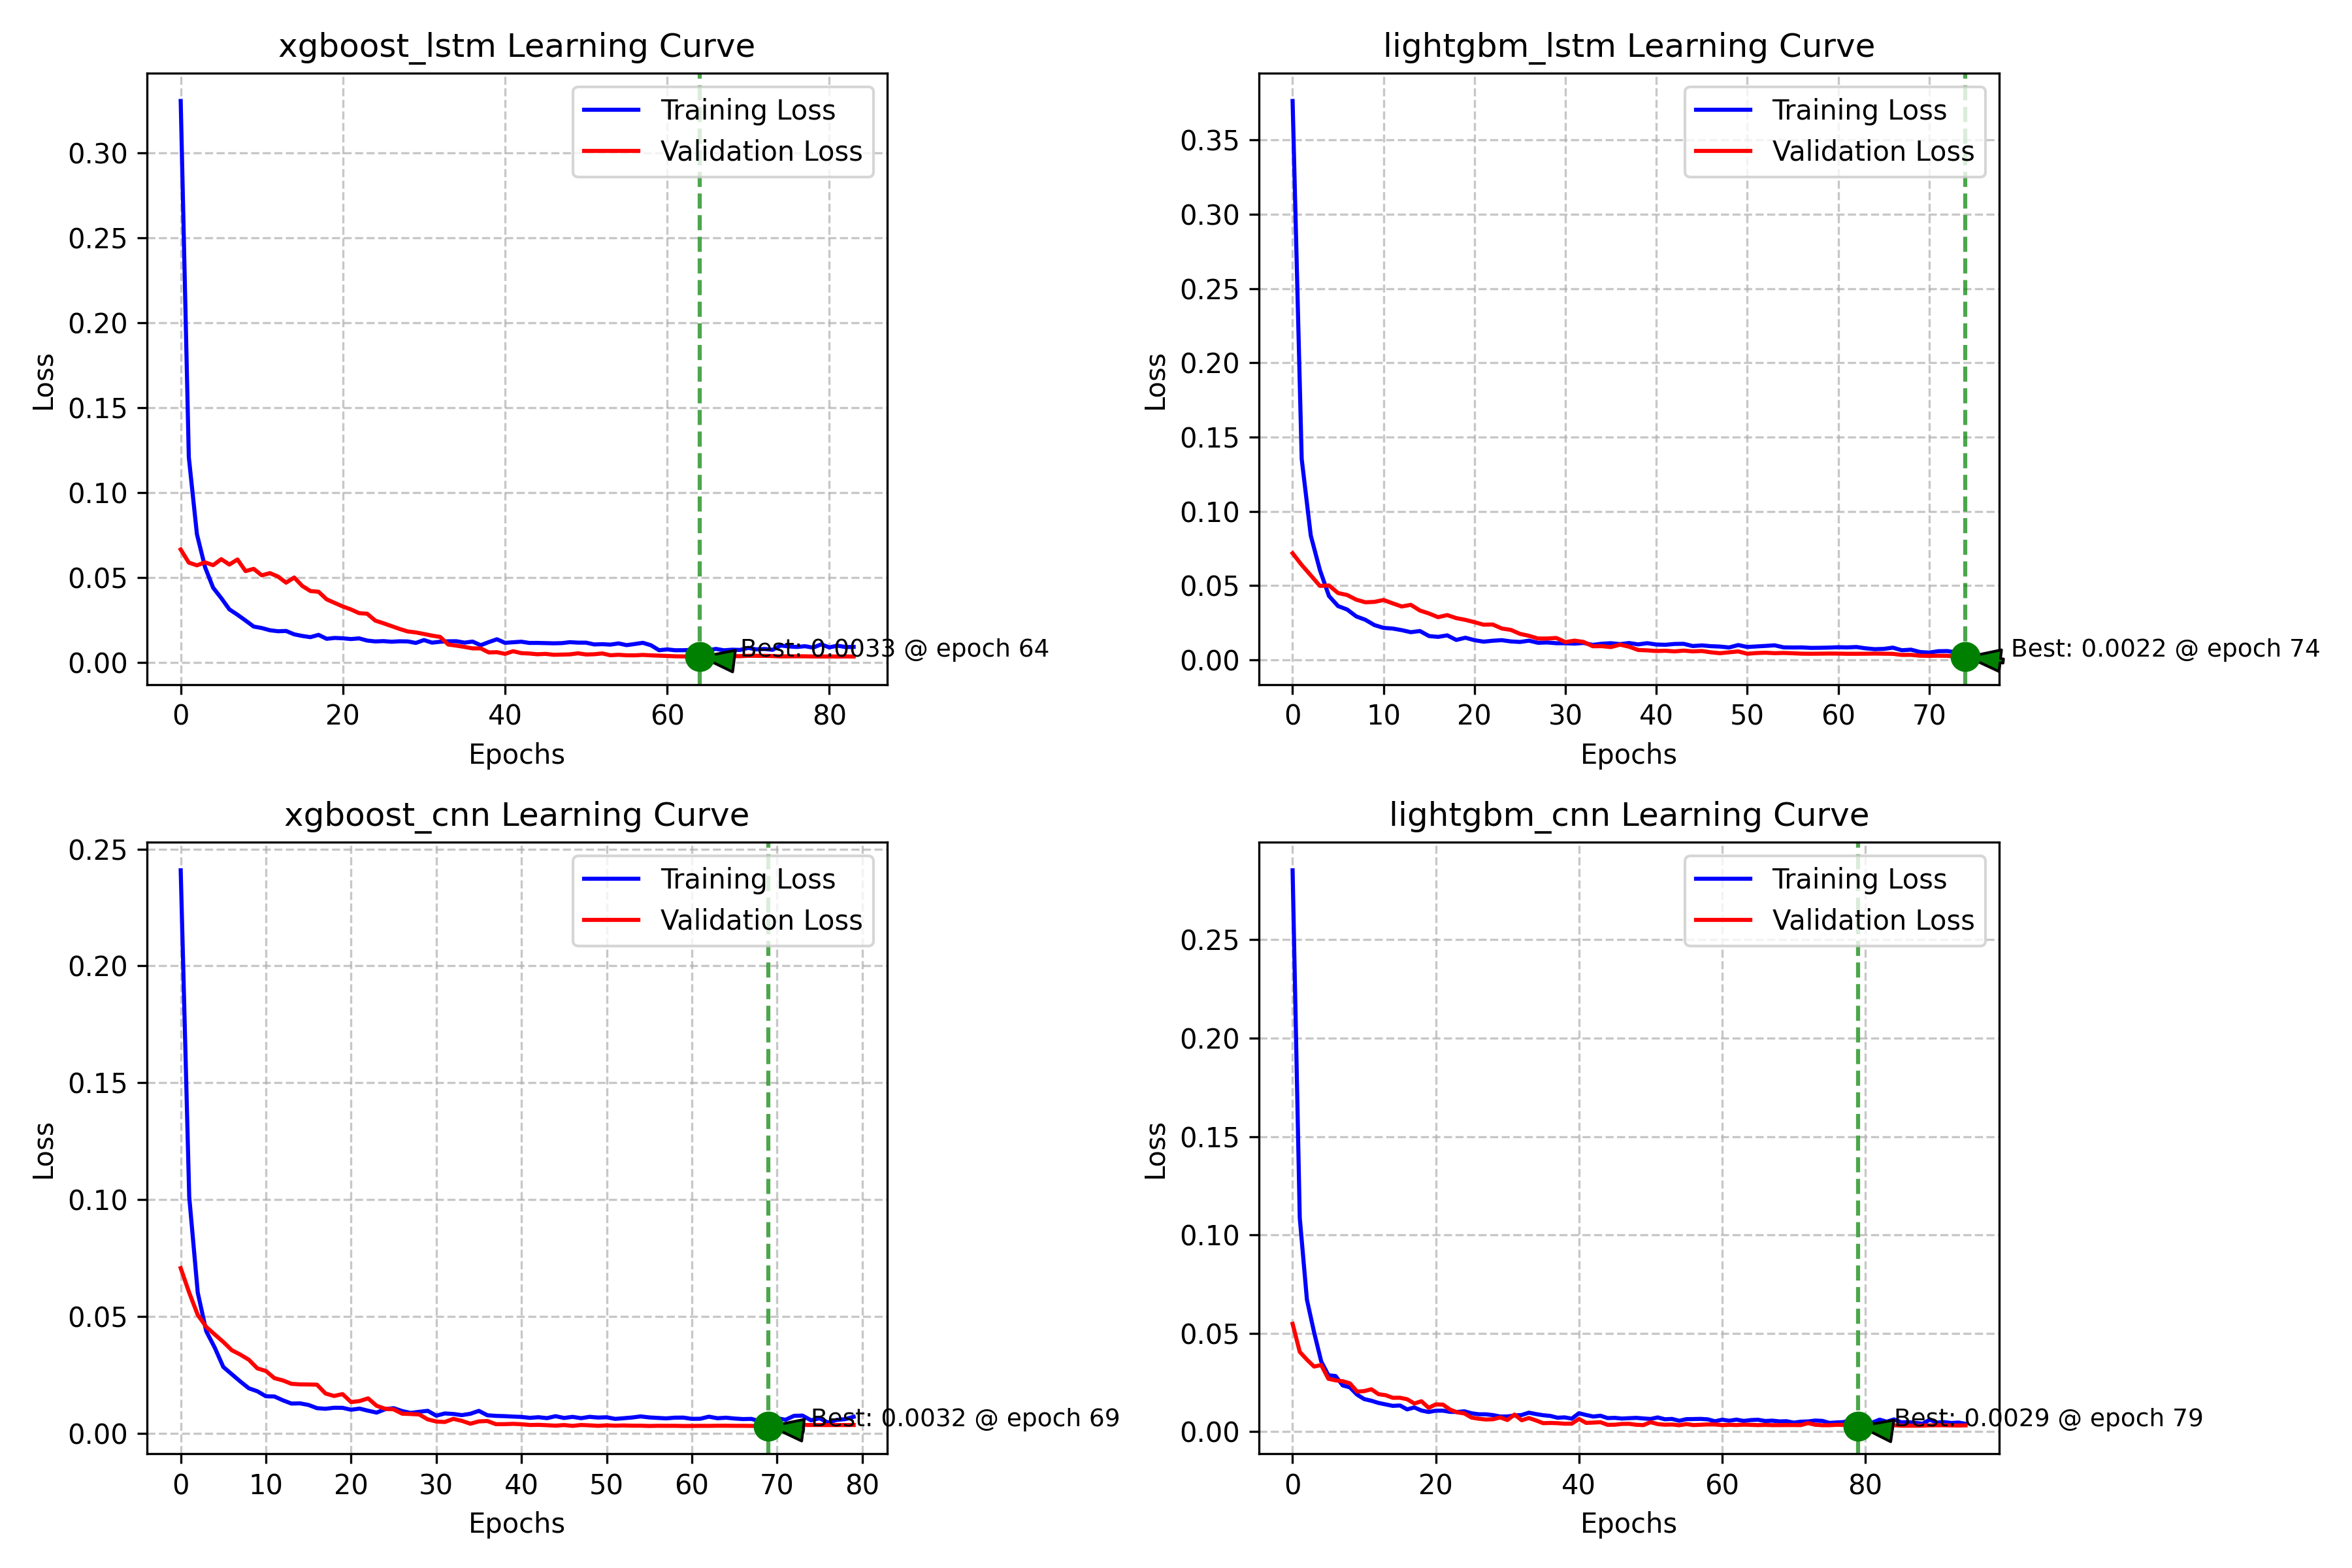 xgboost_lstm Learning Curve
Training Loss
Validation Loss
0.30
0.25
0.20
0.15
0.10
0.05
0.00
Loss
Best: 0.0033 @ epoch 64
0 20 40 60 80
Epochs
lightgbm_lstm Learning Curve
Training Loss
Validation Loss
0.35
0.30
0.25
0.20
0.15
0.10
0.05
0.00
Loss
Best: 0.0022 @ epoch 74
0 10 20 30 40 50 60 70
Epochs
xgboost_cnn Learning Curve
Training Loss
Validation Loss
0.25
0.20
0.15
0.10
0.05
0.00
Loss
Best: 0.0032 @ epoch 69
0 10 20 30 40 50 60 70 80
Epochs
lightgbm_cnn Learning Curve
Training Loss
Validation Loss
0.25
0.20
0.15
0.10
0.05
0.00
Loss
Best: 0.0029 @ epoch 79
0 20 40 60 80
Epochs